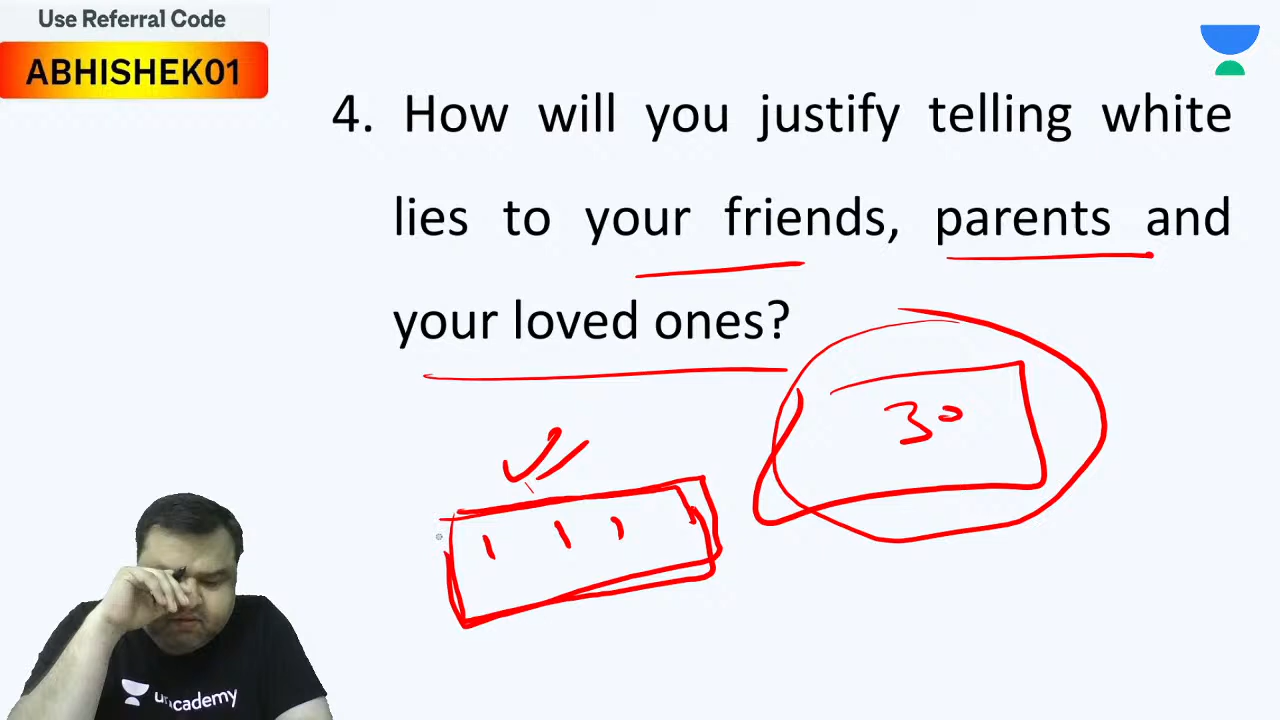 Use Referral Code
ABHISHEK01
4. How will you justify telling white
lies to your friends, parents and
your loved ones?
30
unacademy